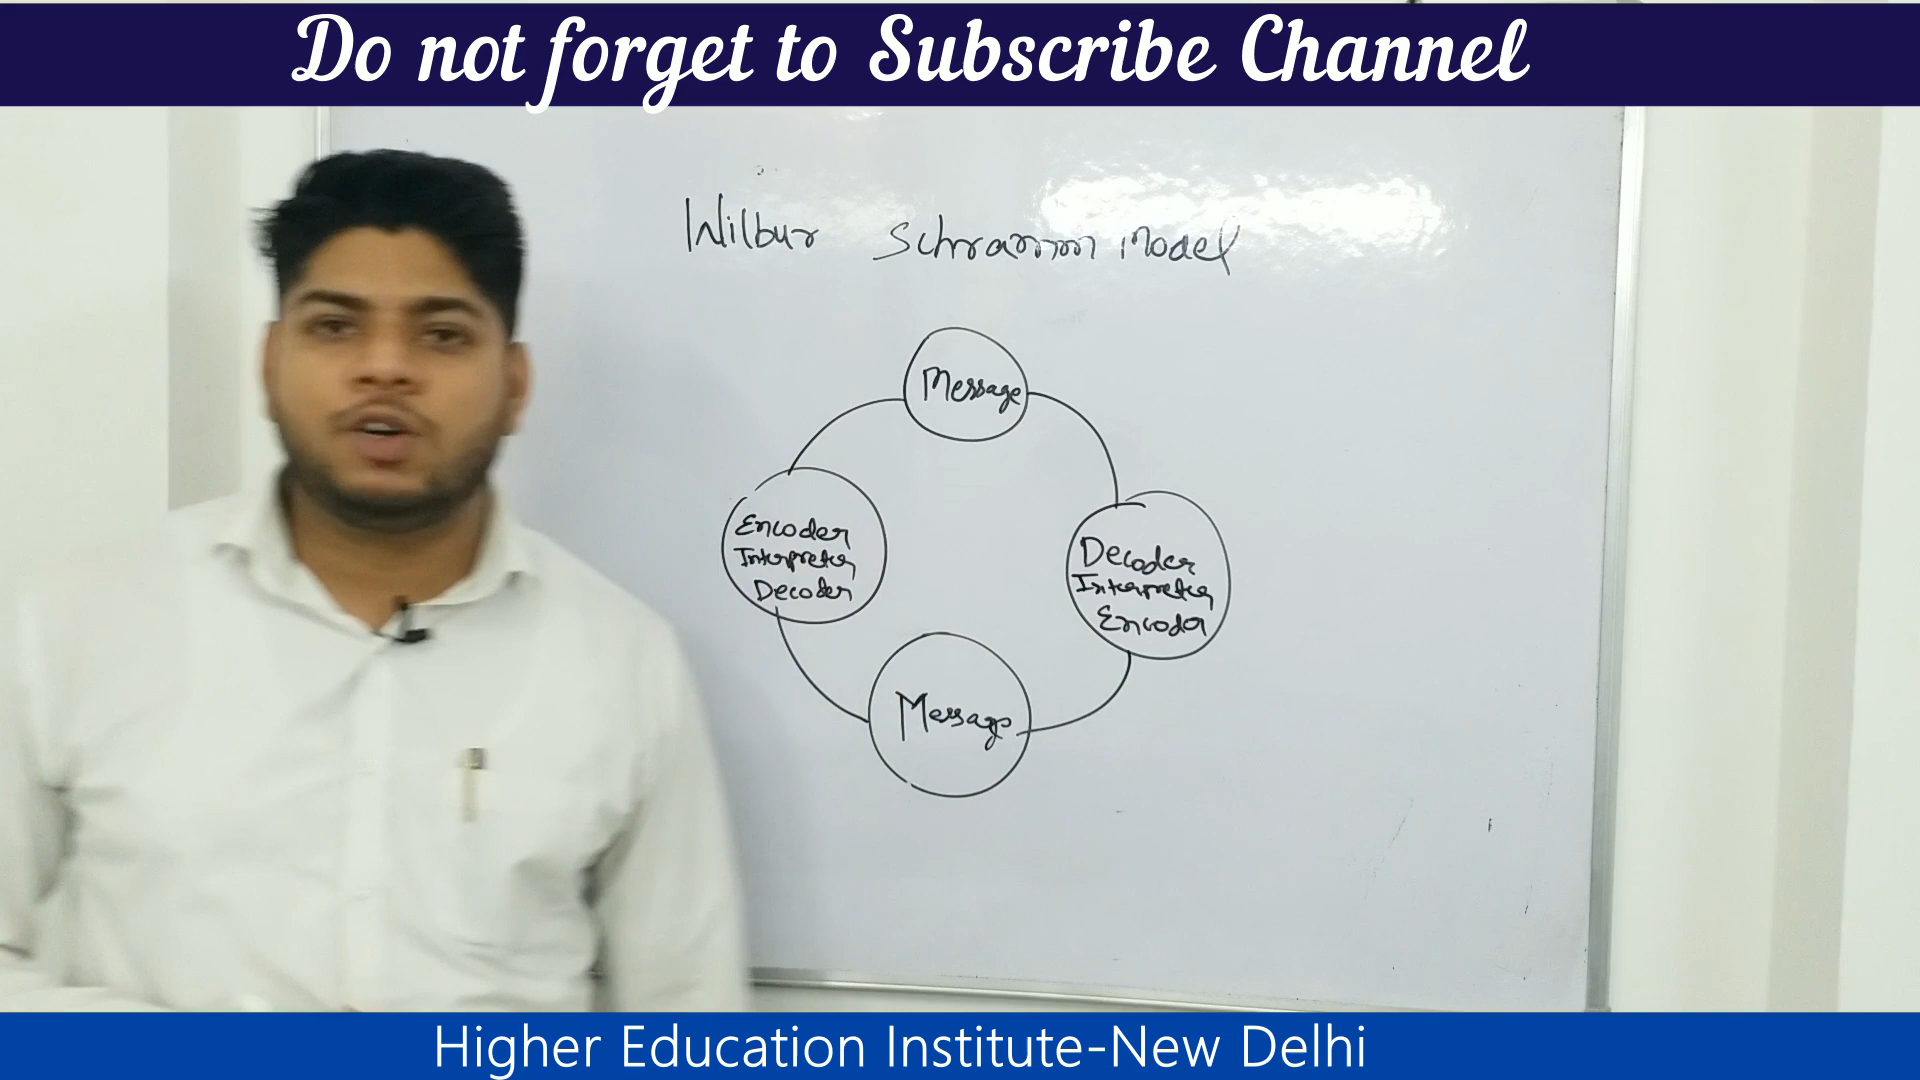 Do not forget to Subscribe Channel
Wilbur Schramm Model
Message
Encoder
Interpreter
Decoder
Decoder
Interpreter
Encoder
Message
Higher Education Institute-New Delhi